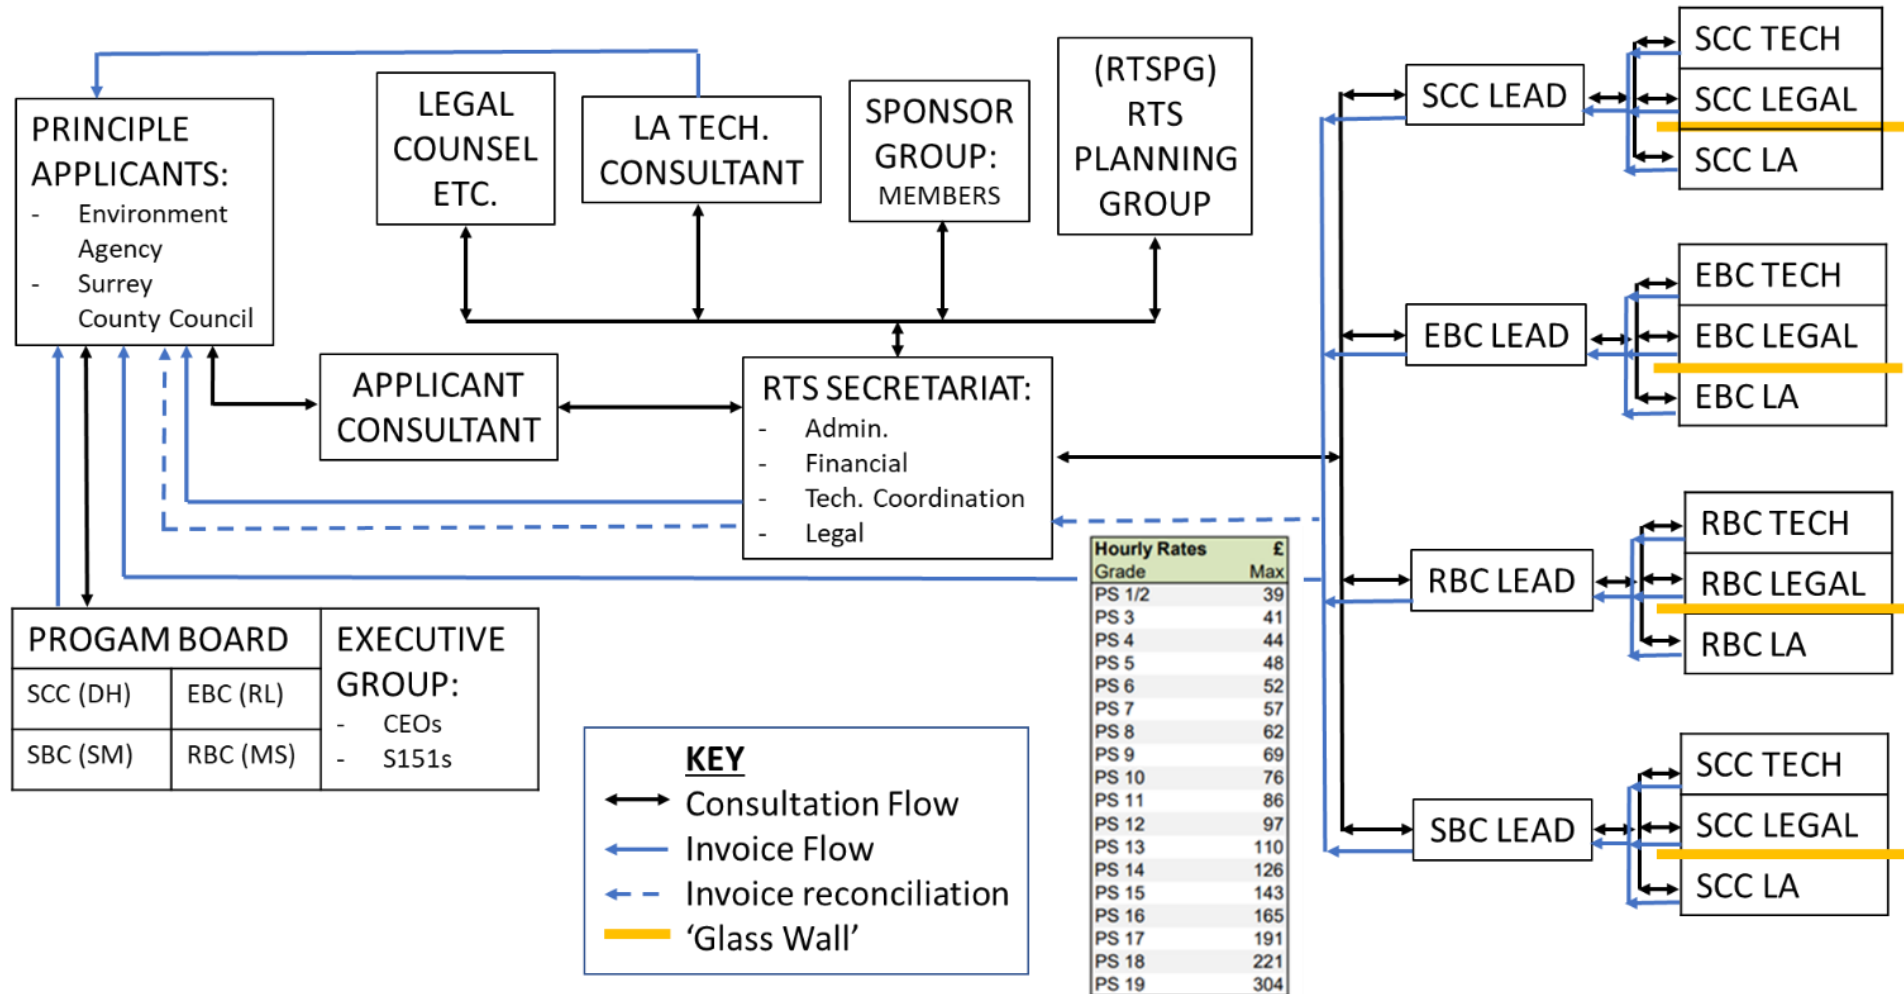 PRINCIPLE
APPLICANTS:
- Environment
Agency
- Surrey
County Council
LEGAL
COUNSEL
ETC.
LA TECH.
CONSULTANT
SPONSOR
GROUP:
MEMBERS
(RTSPG)
RTS
PLANNING
GROUP
APPLICANT
CONSULTANT
RTS SECRETARIAT:
- Admin.
- Financial
- Tech. Coordination
- Legal
SCC LEAD
SCC TECH
SCC LEGAL
SCC LA
EBC LEAD
EBC TECH
EBC LEGAL
EBC LA
RBC LEAD
RBC TECH
RBC LEGAL
RBC LA
SBC LEAD
SCC TECH
SCC LEGAL
SCC LA
PROGAM BOARD
SCC (DH) EBC (RL)
SBC (SM) RBC (MS)
EXECUTIVE
GROUP:
- CEOs
- S151s
KEY
Consultation Flow
Invoice Flow
Invoice reconciliation
‘Glass Wall’
Hourly Rates £
Grade Max
PS 1/2 39
PS 3 41
PS 4 44
PS 5 48
PS 6 52
PS 7 57
PS 8 62
PS 9 69
PS 10 76
PS 11 86
PS 12 97
PS 13 110
PS 14 126
PS 15 143
PS 16 165
PS 17 191
PS 18 221
PS 19 304